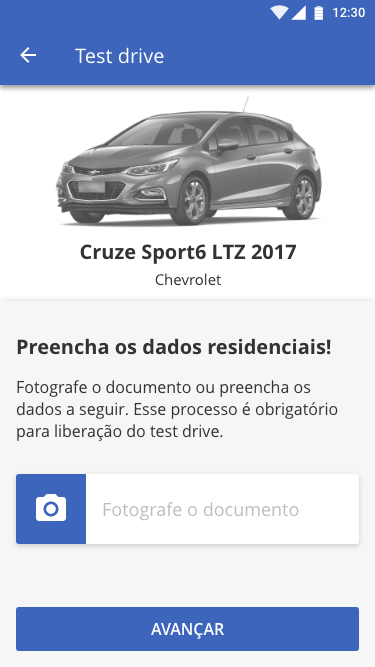 12:30
Test drive
Cruze Sport6 LTZ 2017
Chevrolet
Preencha os dados residenciais!
Fotografe o documento ou preencha os
dados a seguir. Esse processo é obrigatório
para liberação do test drive.
Fotografe o documento
AVANÇAR